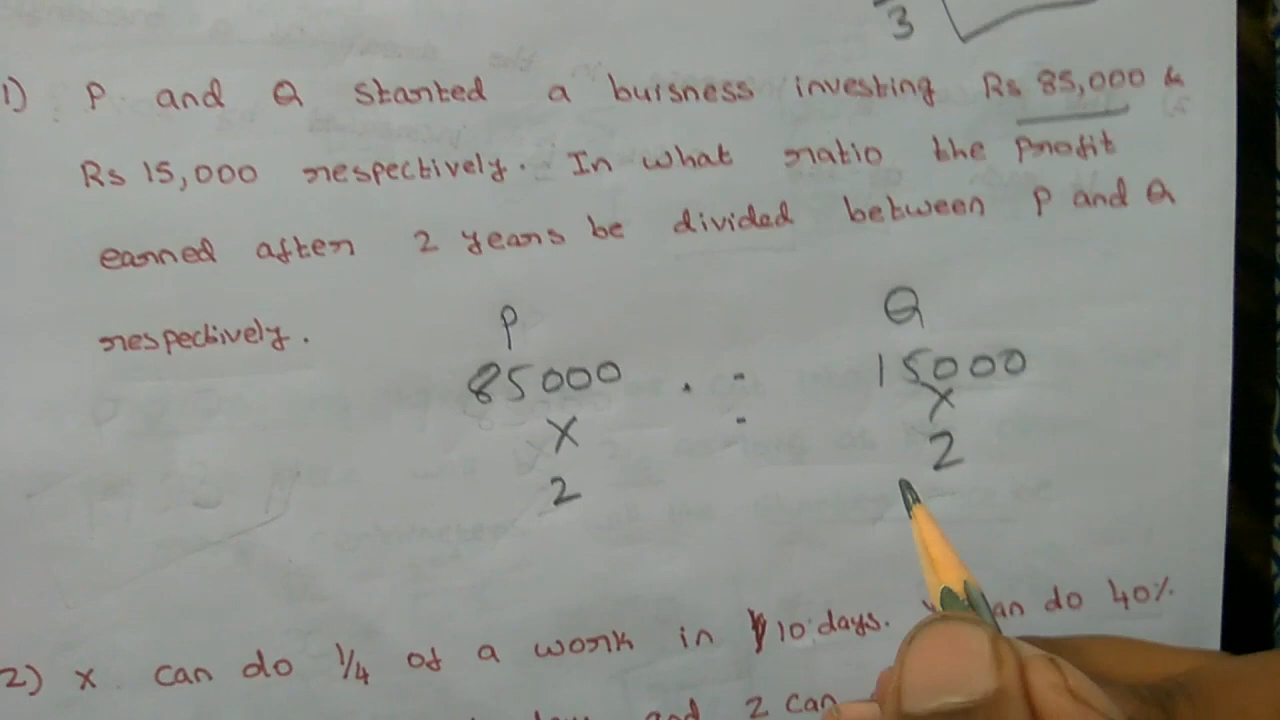 3
1) P and Q started a buisness investing Rs 85,000 &
Rs 15,000 respectively. In what ratio the profit
earned after 2 years be divided between P and Q
respectively.
P Q
85000 : 15000
X X
2 2
2) x can do 1/4 of a work in 10 days. can do 40%
and 2 can